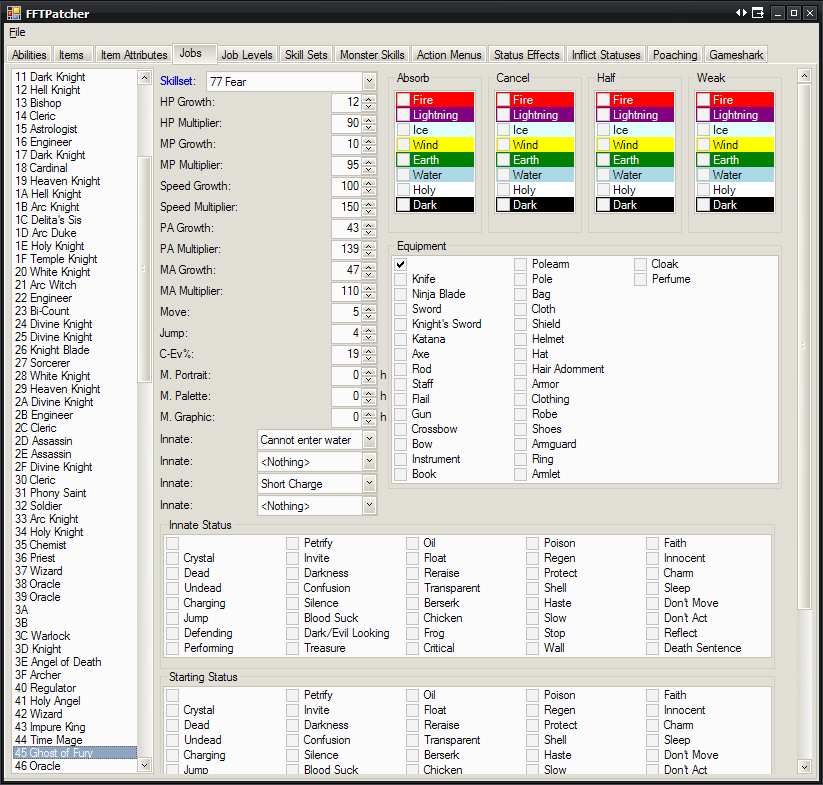 FFTPatcher
File
Abilities Items Item Attributes Jobs Job Levels Skill Sets Monster Skills Action Menus Status Effects Inflict Statuses Poaching Gameshark
11 Dark Knight
12 Hell Knight
13 Bishop
14 Cleric
15 Astrologist
16 Engineer
17 Dark Knight
18 Cardinal
19 Heaven Knight
1A Hell Knight
1B Arc Knight
1C Delita's Sis
1D Arc Duke
1E Holy Knight
1F Temple Knight
20 White Knight
21 Arc Witch
22 Engineer
23 Bi-Count
24 Divine Knight
25 Divine Knight
26 Knight Blade
27 Sorcerer
28 White Knight
29 Heaven Knight
2A Divine Knight
2B Engineer
2C Cleric
2D Assassin
2E Assassin
2F Divine Knight
30 Cleric
31 Phony Saint
32 Soldier
33 Arc Knight
34 Holy Knight
35 Chemist
36 Priest
37 Wizard
38 Oracle
39 Oracle
3A
3B
3C Warlock
3D Knight
3E Angel of Death
3F Archer
40 Regulator
41 Holy Angel
42 Wizard
43 Impure King
44 Time Mage
45 Ghost of Fury
46 Oracle
Skillset: 77 Fear
HP Growth: 12
HP Multiplier: 90
MP Growth: 10
MP Multiplier: 95
Speed Growth: 100
Speed Multiplier: 150
PA Growth: 43
PA Multiplier: 139
MA Growth: 47
MA Multiplier: 110
Move: 5
Jump: 4
C-Ev%: 19
M. Portrait: 0 h
M. Palette: 0 h
M. Graphic: 0 h
Innate: Cannot enter water
Innate: <Nothing>
Innate: Short Charge
Innate: <Nothing>
Absorb
Fire
Lightning
Ice
Wind
Earth
Water
Holy
Dark
Cancel
Fire
Lightning
Ice
Wind
Earth
Water
Holy
Dark
Half
Fire
Lightning
Ice
Wind
Earth
Water
Holy
Dark
Weak
Fire
Lightning
Ice
Wind
Earth
Water
Holy
Dark
Equipment
Polearm Cloak
Knife Pole Perfume
Ninja Blade Bag
Sword Cloth
Knight's Sword Shield
Katana Helmet
Axe Hat
Rod Hair Adornment
Staff Armor
Flail Clothing
Gun Robe
Crossbow Shoes
Bow Armguard
Instrument Ring
Book Amlet
Innate Status
Petrify Oil Poison Faith
Crystal Invite Float Regen Innocent
Dead Darkness Reraise Protect Charm
Undead Confusion Transparent Shell Sleep
Charging Silence Berserk Haste Don't Move
Jump Blood Suck Chicken Slow Don't Act
Defending Dark/Evil Looking Frog Stop Reflect
Performing Treasure Critical Wall Death Sentence
Starting Status
Petrify Oil Poison Faith
Crystal Invite Float Regen Innocent
Dead Darkness Reraise Protect Charm
Undead Confusion Transparent Shell Sleep
Charging Silence Berserk Haste Don't Move
Jump Blood Suck Chicken Slow Don't Act